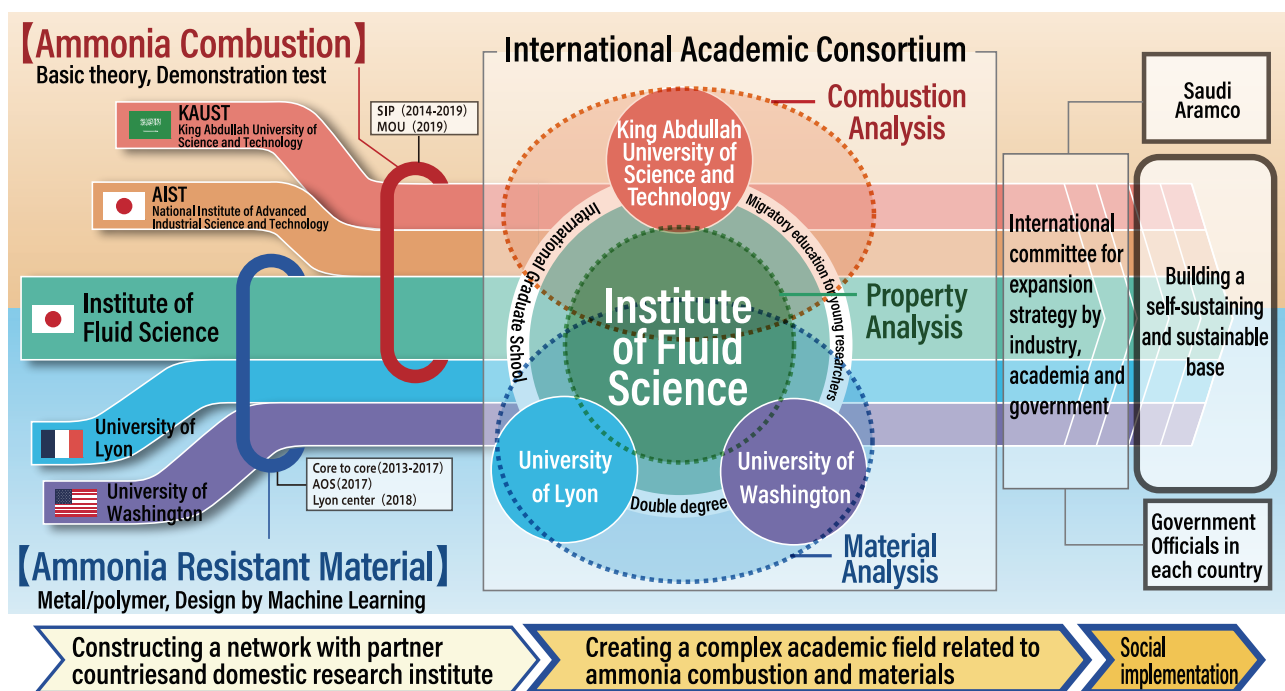 【Ammonia Combustion】
Basic theory, Demonstration test
KAUST
King Abdullah University of
Science and Technology
AIST
National Institute of Advanced
Industrial Science and Technology
Institute of
Fluid Science
University of
Lyon
University of
Washington
SIP (2014-2019)
MOU (2019)
Core to core(2013-2017)
AOS(2017)
Lyon center (2018)
【Ammonia Resistant Material】
Metal/polymer, Design by Machine Learning
International Academic Consortium
Combustion
Analysis
King Abdullah
University of
Science and
Technology
International Graduate School
Migratory education for young researchers
Property
Analysis
Institute
of Fluid
Science
University
of Lyon
University of
Washington
Double degree
Material
Analysis
International
committee for
expansion
strategy by
industry,
academia and
government
Saudi
Aramco
Building a
self-sustaining
and sustainable
base
Government
Officials in
each country
Constructing a network with partner
countriesand domestic research institute
Creating a complex academic field related to
ammonia combustion and materials
Social
implementation